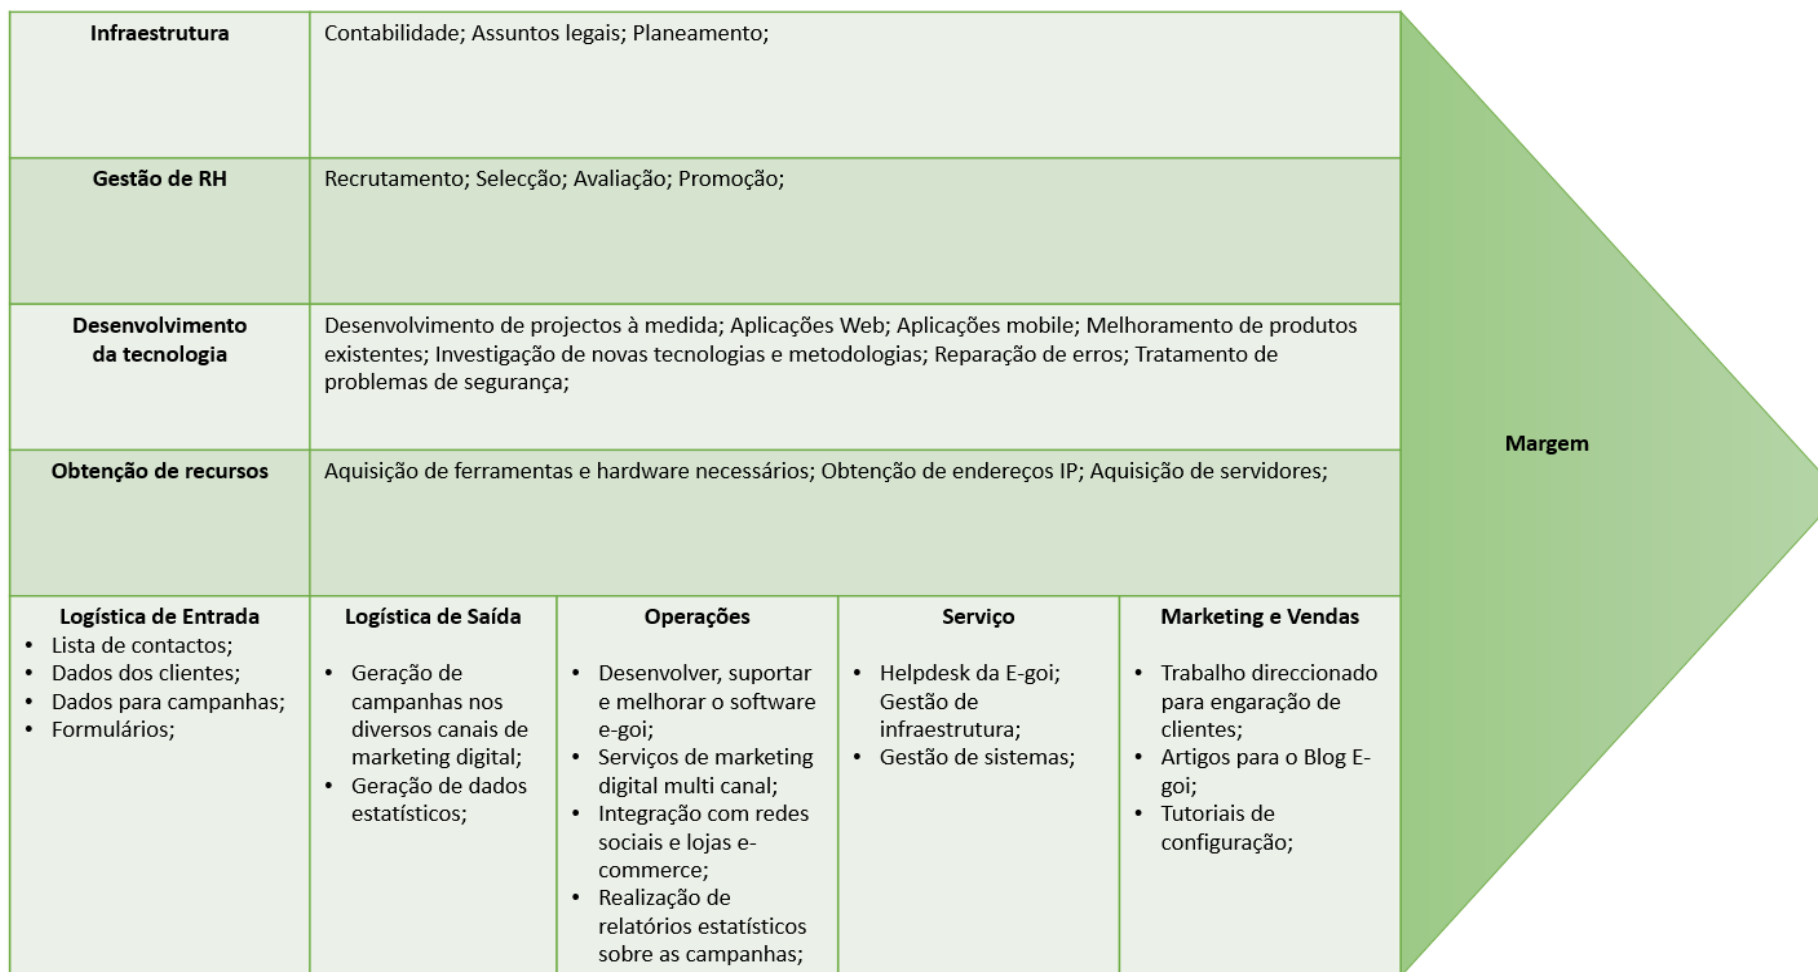 Infraestrutura
Contabilidade; Assuntos legais; Planeamento;
Gestão de RH
Recrutamento; Selecção; Avaliação; Promoção;
Desenvolvimento
da tecnologia
Desenvolvimento de projectos à medida; Aplicações Web; Aplicações mobile; Melhoramento de produtos
existentes; Investigação de novas tecnologias e metodologias; Reparação de erros; Tratamento de
problemas de segurança;
Obtenção de recursos
Aquisição de ferramentas e hardware necessários; Obtenção de endereços IP; Aquisição de servidores;
Logística de Entrada
• Lista de contactos;
• Dados dos clientes;
• Dados para campanhas;
• Formulários;
Logística de Saída
• Geração de
campanhas nos
diversos canais de
marketing digital;
• Geração de dados
estatísticos;
Operações
• Desenvolver, suportar
e melhorar o software
e-goi;
• Serviços de marketing
digital multi canal;
• Integração com redes
sociais e lojas e-
commerce;
• Realização de
relatórios estatísticos
sobre as campanhas;
Serviço
• Helpdesk da E-goi;
Gestão de
infraestrutura;
• Gestão de sistemas;
Marketing e Vendas
• Trabalho direccionado
para engaração de
clientes;
• Artigos para o Blog E-
goi;
• Tutoriais de
configuração;
Margem